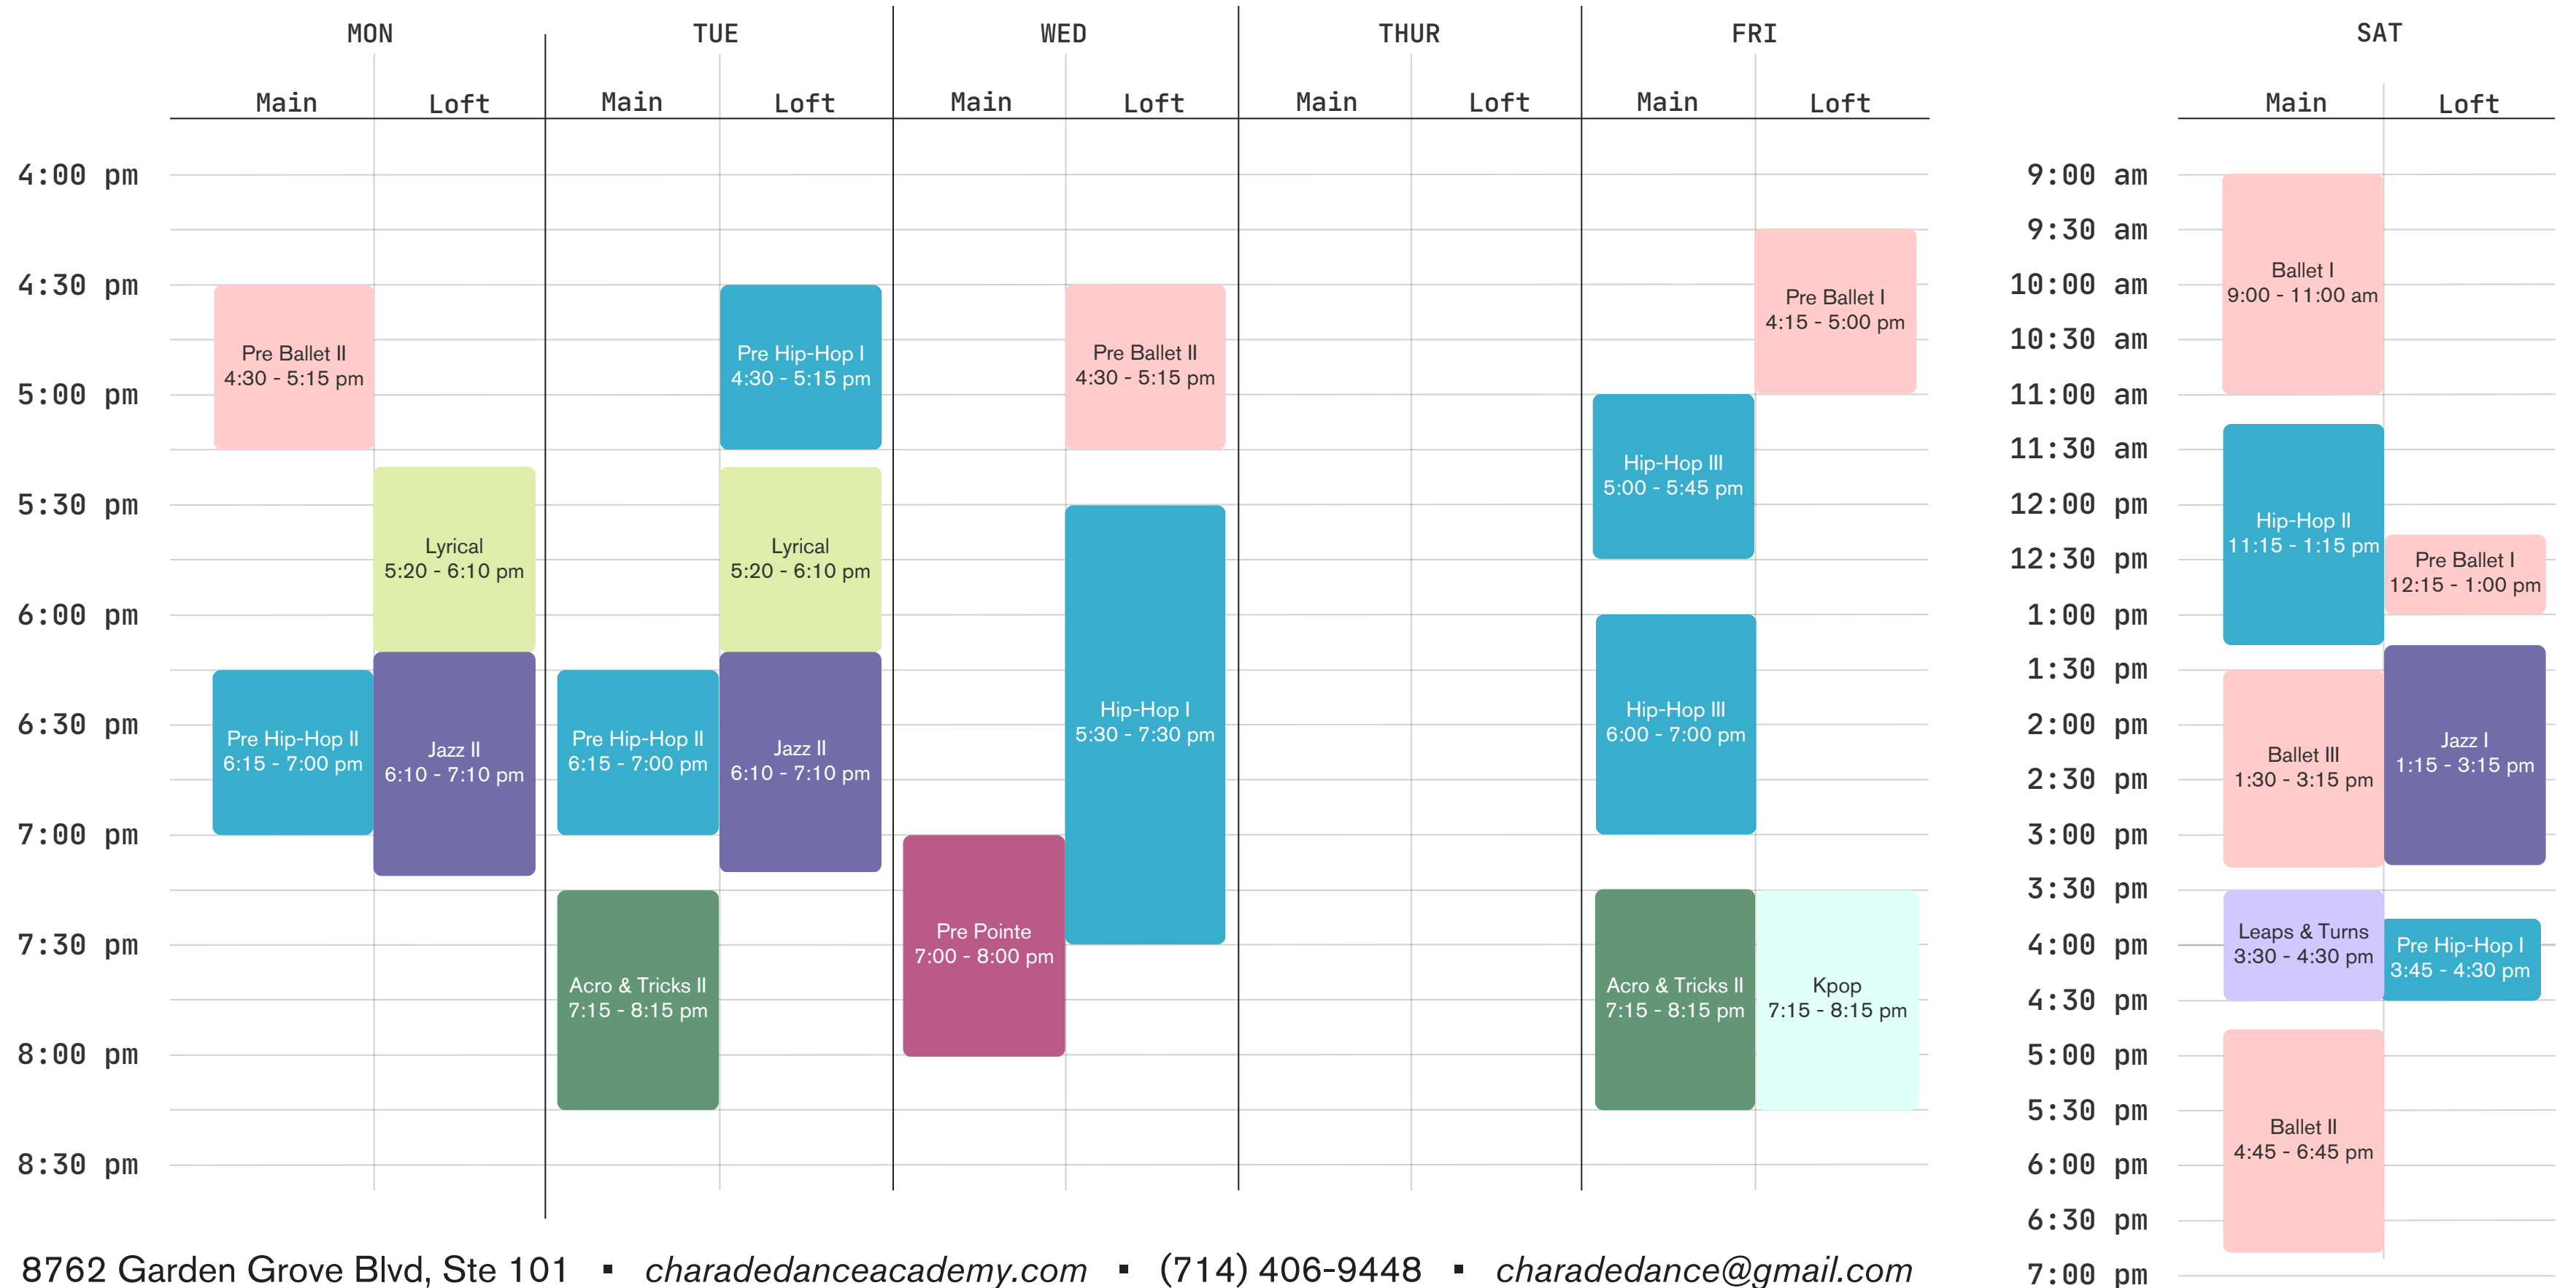 MON TUE WED THUR FRI SAT
Main Loft Main Loft Main Loft Main Loft Main Loft Main Loft
4:00 pm
4:30 pm
5:00 pm
5:30 pm
6:00 pm
6:30 pm
7:00 pm
7:30 pm
8:00 pm
8:30 pm
Pre Ballet II
4:30 - 5:15 pm
Pre Hip-Hop II
6:15 - 7:00 pm
Lyrical
5:20 - 6:10 pm
Jazz II
6:10 - 7:10 pm
Pre Hip-Hop II
6:15 - 7:00 pm
Acro & Tricks II
7:15 - 8:15 pm
Pre Hip-Hop I
4:30 - 5:15 pm
Lyrical
5:20 - 6:10 pm
Jazz II
6:10 - 7:10 pm
Pre Pointe
7:00 - 8:00 pm
Pre Ballet II
4:30 - 5:15 pm
Hip-Hop I
5:30 - 7:30 pm
Hip-Hop III
5:00 - 5:45 pm
Hip-Hop III
6:00 - 7:00 pm
Acro & Tricks II
7:15 - 8:15 pm
Pre Ballet I
4:15 - 5:00 pm
Kpop
7:15 - 8:15 pm
9:00 am
9:30 am
10:00 am
10:30 am
11:00 am
11:30 am
12:00 pm
12:30 pm
1:00 pm
1:30 pm
2:00 pm
2:30 pm
3:00 pm
3:30 pm
4:00 pm
4:30 pm
5:00 pm
5:30 pm
6:00 pm
6:30 pm
7:00 pm
Ballet I
9:00 - 11:00 am
Hip-Hop II
11:15 - 1:15 pm
Ballet III
1:30 - 3:15 pm
Leaps & Turns
3:30 - 4:30 pm
Ballet II
4:45 - 6:45 pm
Pre Ballet I
12:15 - 1:00 pm
Jazz I
1:15 - 3:15 pm
Pre Hip-Hop I
3:45 - 4:30 pm
8762 Garden Grove Blvd, Ste 101 ▪ charadedanceacademy.com ▪ (714) 406-9448 ▪ charadedance@gmail.com